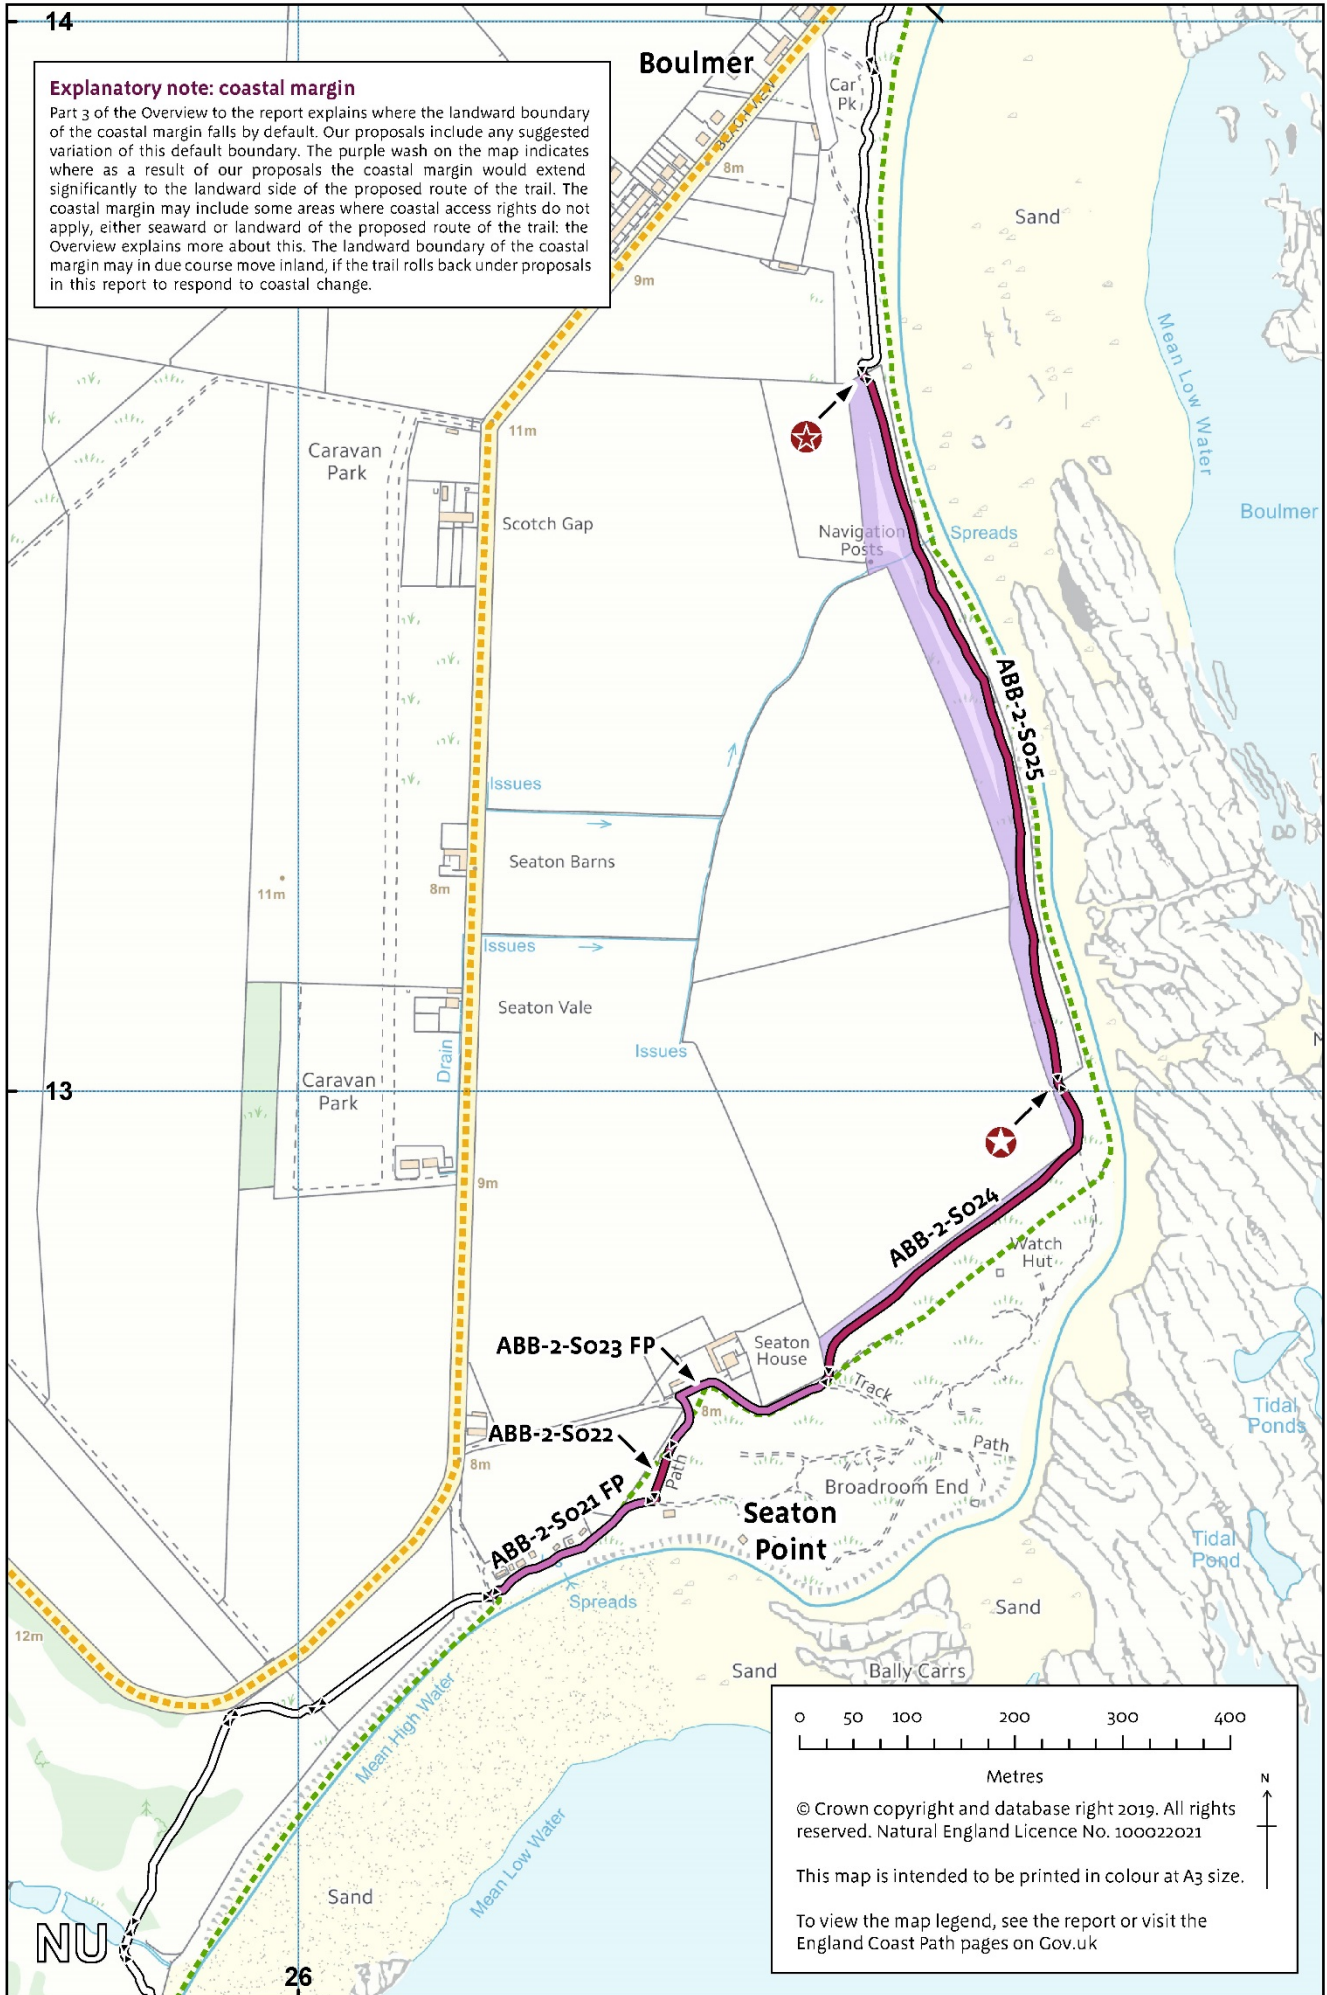 14
Boulmer
Explanatory note: coastal margin
Part 3 of the Overview to the report explains where the landward boundary
of the coastal margin falls by default. Our proposals include any suggested
variation of this default boundary. The purple wash on the map indicates
where as a result of our proposals the coastal margin would extend
significantly to the landward side of the proposed route of the trail. The
coastal margin may include some areas where coastal access rights do not
apply, either seaward or landward of the proposed route of the trail: the
Overview explains more about this. The landward boundary of the coastal
margin may in due course move inland, if the trail rolls back under proposals
in this report to respond to coastal change.
Car
Pk
BEACH VIEW
8m
Sand
9m
Mean Low Water
11m
Caravan
Park
Scotch Gap
Navigation
Posts
Spreads
Boulmer
ABB-2-S025
Issues
Seaton Barns
11m
8m
Issues
Seaton Vale
Drain
Issues
Caravan
Park
13
9m
ABB-2-S024
Watch
Hut
ABB-2-S023 FP
Seaton
House
Track
8m
ABB-2-S022
Path
Path
8m
Broadroom End
ABB-2-S021 FP
Seaton
Point
Tidal
Ponds
Tidal
Pond
Spreads
Sand
12m
Sand
Bally Carrs
Mean High Water
Mean Low Water
0 50 100 200 300 400
Metres
N
© Crown copyright and database right 2019. All rights
reserved. Natural England Licence No. 100022021
This map is intended to be printed in colour at A3 size.
To view the map legend, see the report or visit the
England Coast Path pages on Gov.uk
Sand
NU
26